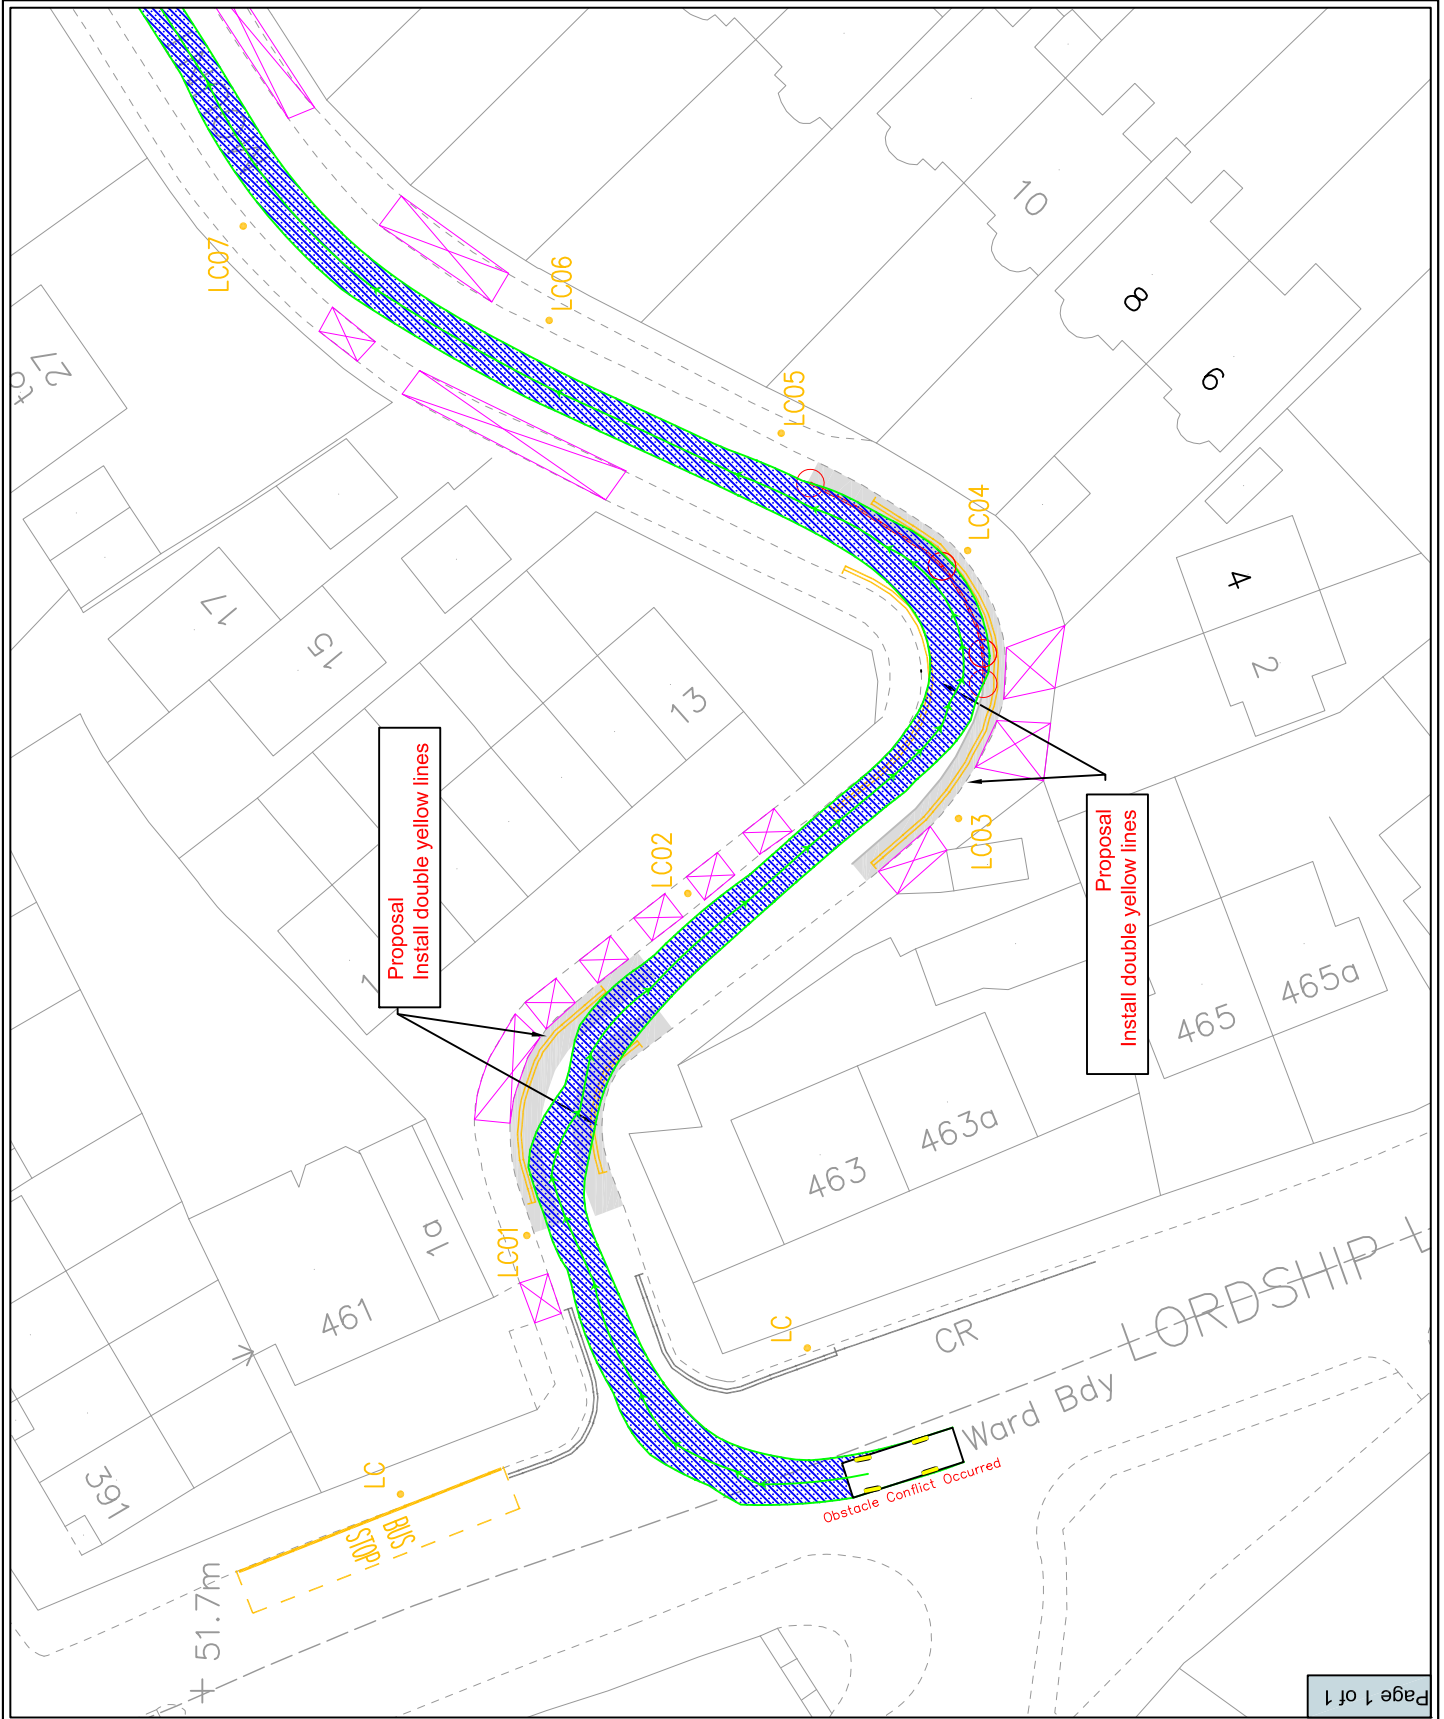 LC07
LC06
LC05
LC04
10
8
6
4
2
27
17
15
13
Proposal
Install double yellow lines
LC02
LC03
Proposal
Install double yellow lines
465a
465
463a
463
LC01
1a
461
LC
CR
LORDSHIP L
Ward Bdy
Obstacle Conflict Occurred
391
LC
BUS
STOP
51.7m
Page 1 of 1